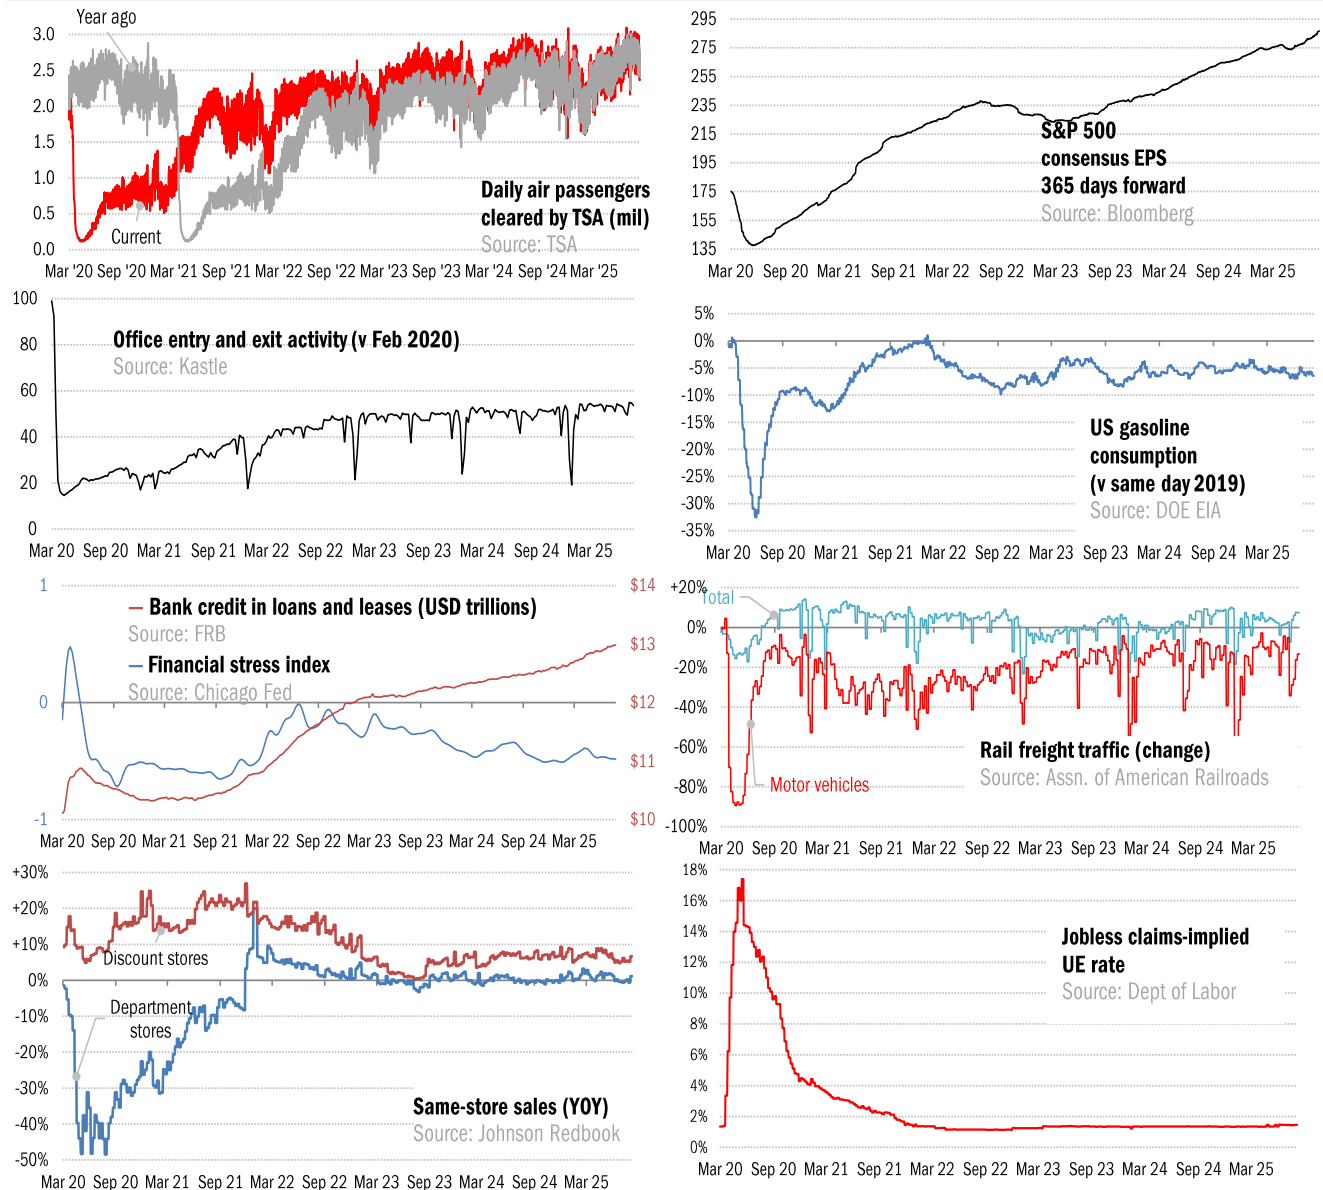 Year ago
3.0
2.5
2.0
1.5
1.0
0.5
0.0
Current
Daily air passengers
cleared by TSA (mil)
Source: TSA
Mar '20 Sep '20 Mar '21 Sep '21 Mar '22 Sep '22 Mar '23 Sep '23 Mar '24 Sep '24 Mar '25
295
275
255
235
215
195
175
155
135
S&P 500
consensus EPS
365 days forward
Source: Bloomberg
Mar 20 Sep 20 Mar 21 Sep 21 Mar 22 Sep 22 Mar 23 Sep 23 Mar 24 Sep 24 Mar 25
100
80
60
40
20
0
Office entry and exit activity (v Feb 2020)
Source: Kastle
Mar 20 Sep 20 Mar 21 Sep 21 Mar 22 Sep 22 Mar 23 Sep 23 Mar 24 Sep 24 Mar 25
5%
0%
-5%
-10%
-15%
-20%
-25%
-30%
-35%
US gasoline
consumption
(v same day 2019)
Source: DOE EIA
Mar 20 Sep 20 Mar 21 Sep 21 Mar 22 Sep 22 Mar 23 Sep 23 Mar 24 Sep 24 Mar 25
1
0
-1
Bank credit in loans and leases (USD trillions)
Source: FRB
Financial stress index
Source: Chicago Fed
$14
$13
$12
$11
$10
Mar 20 Sep 20 Mar 21 Sep 21 Mar 22 Sep 22 Mar 23 Sep 23 Mar 24 Sep 24 Mar 25
+20%
0%
-20%
-40%
-60%
-80%
-100%
Total
Motor vehicles
Rail freight traffic (change)
Source: Assn. of American Railroads
Mar 20 Sep 20 Mar 21 Sep 21 Mar 22 Sep 22 Mar 23 Sep 23 Mar 24 Sep 24 Mar 25
+30%
+20%
+10%
0%
-10%
-20%
-30%
-40%
-50%
Discount stores
Department
stores
Same-store sales (YOY)
Source: Johnson Redbook
Mar 20 Sep 20 Mar 21 Sep 21 Mar 22 Sep 22 Mar 23 Sep 23 Mar 24 Sep 24 Mar 25
18%
16%
14%
12%
10%
8%
6%
4%
2%
0%
Jobless claims-implied
UE rate
Source: Dept of Labor
Mar 20 Sep 20 Mar 21 Sep 21 Mar 22 Sep 22 Mar 23 Sep 23 Mar 24 Sep 24 Mar 25